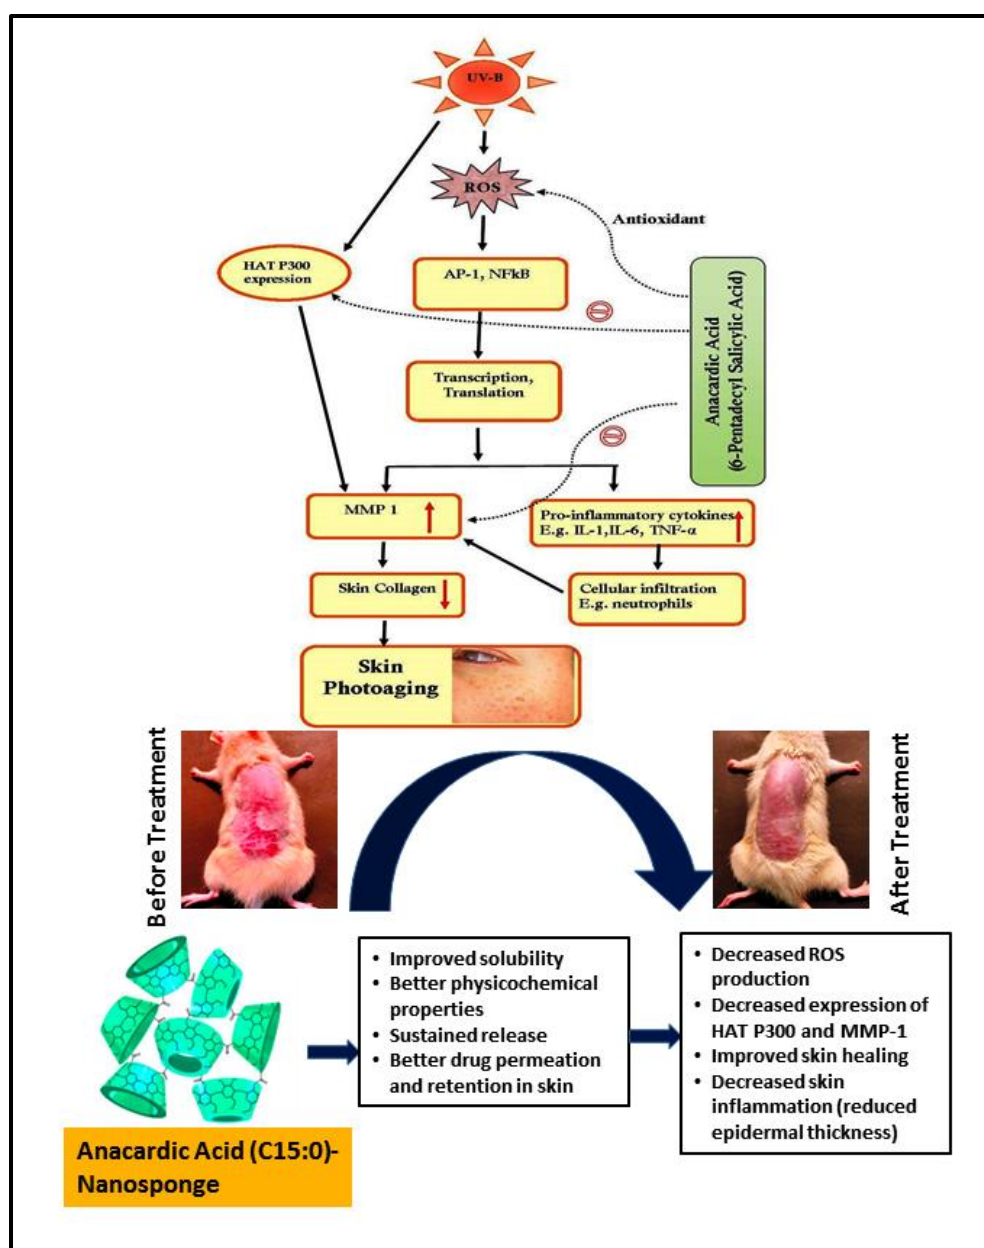 UV-B
ROS
Antioxidant
HAT P300
expression
AP-1, NFkB
Anacardic Acid
(6-Pentadecyl Salicylic Acid)
Transcription,
Translation
MMP 1
Pro-inflammatory cytokines
E.g. IL-1,IL-6, TNF-α
Skin Collagen
Cellular infiltration
E.g. neutrophils
Skin
Photoaging
Before Treatment
After Treatment
• Improved solubility
• Better physicochemical
properties
• Sustained release
• Better drug permeation
and retention in skin
• Decreased ROS
production
• Decreased expression of
HAT P300 and MMP-1
• Improved skin healing
• Decreased skin
inflammation (reduced
epidermal thickness)
Anacardic Acid (C15:0)-
Nanosponge